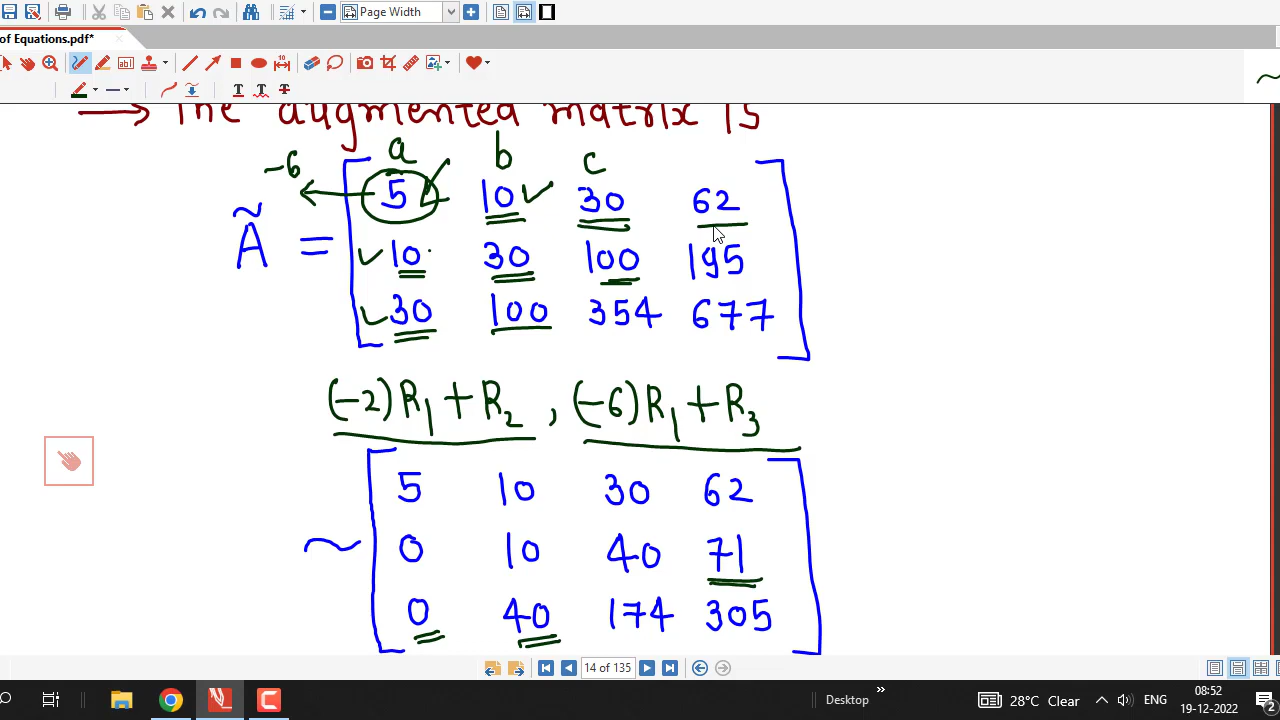 Page Width
of Equations.pdf*
10
→ The augmented matrix is
a b c
-6 ← 5 10 30 62
Ã = 10 30 100 195
30 100 354 677
(-2)R₁ + R₂ , (-6)R₁ + R₃
5 10 30 62
~ 0 10 40 71
0 40 174 305
14 of 135
Desktop » 28°C Clear ENG 08:52
19-12-2022
2